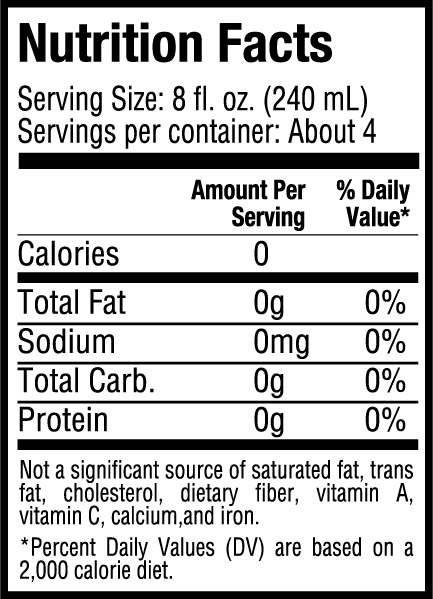 Nutrition Facts
Serving Size: 8 fl. oz. (240 mL)
Servings per container: About 4
Amount Per % Daily
Serving Value*
Calories 0
Total Fat 0g 0%
Sodium 0mg 0%
Total Carb. 0g 0%
Protein 0g 0%
Not a significant source of saturated fat, trans
fat, cholesterol, dietary fiber, vitamin A,
vitamin C, calcium,and iron.
*Percent Daily Values (DV) are based on a
2,000 calorie diet.